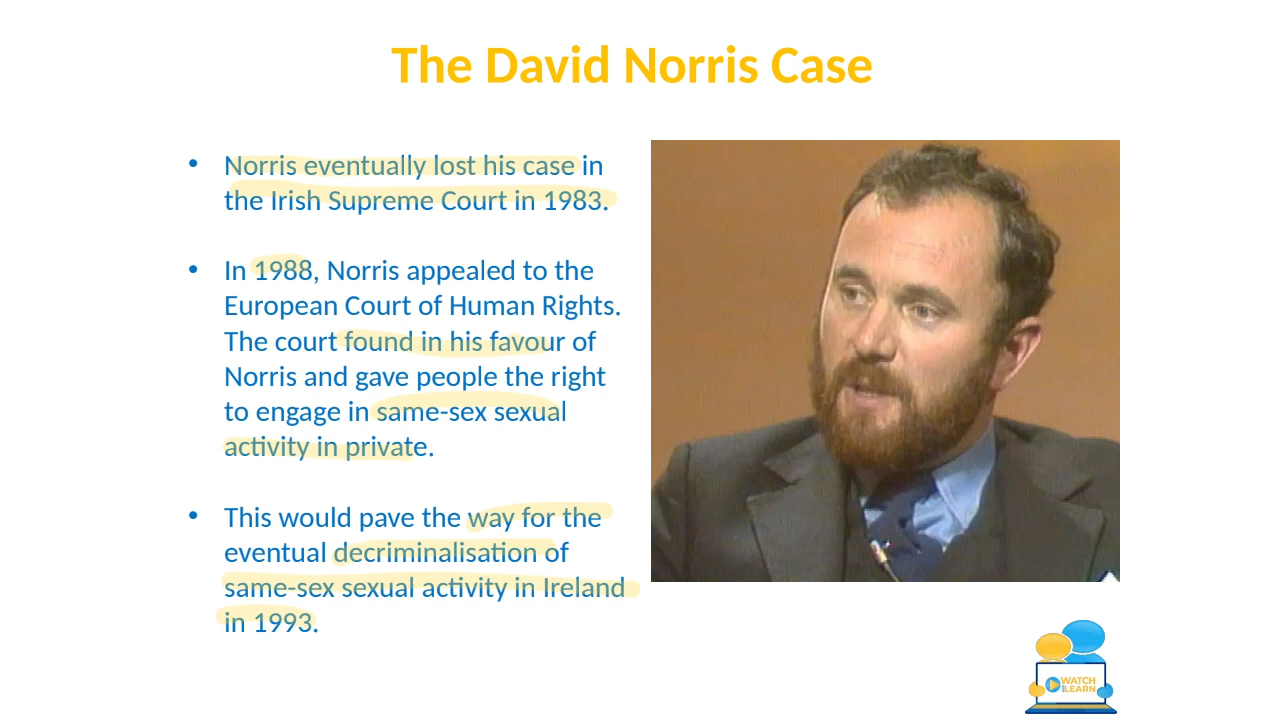 The David Norris Case
• Norris eventually lost his case in
the Irish Supreme Court in 1983.
• In 1988, Norris appealed to the
European Court of Human Rights.
The court found in his favour of
Norris and gave people the right
to engage in same-sex sexual
activity in private.
• This would pave the way for the
eventual decriminalisation of
same-sex sexual activity in Ireland
in 1993.
WATCH
2LEARN